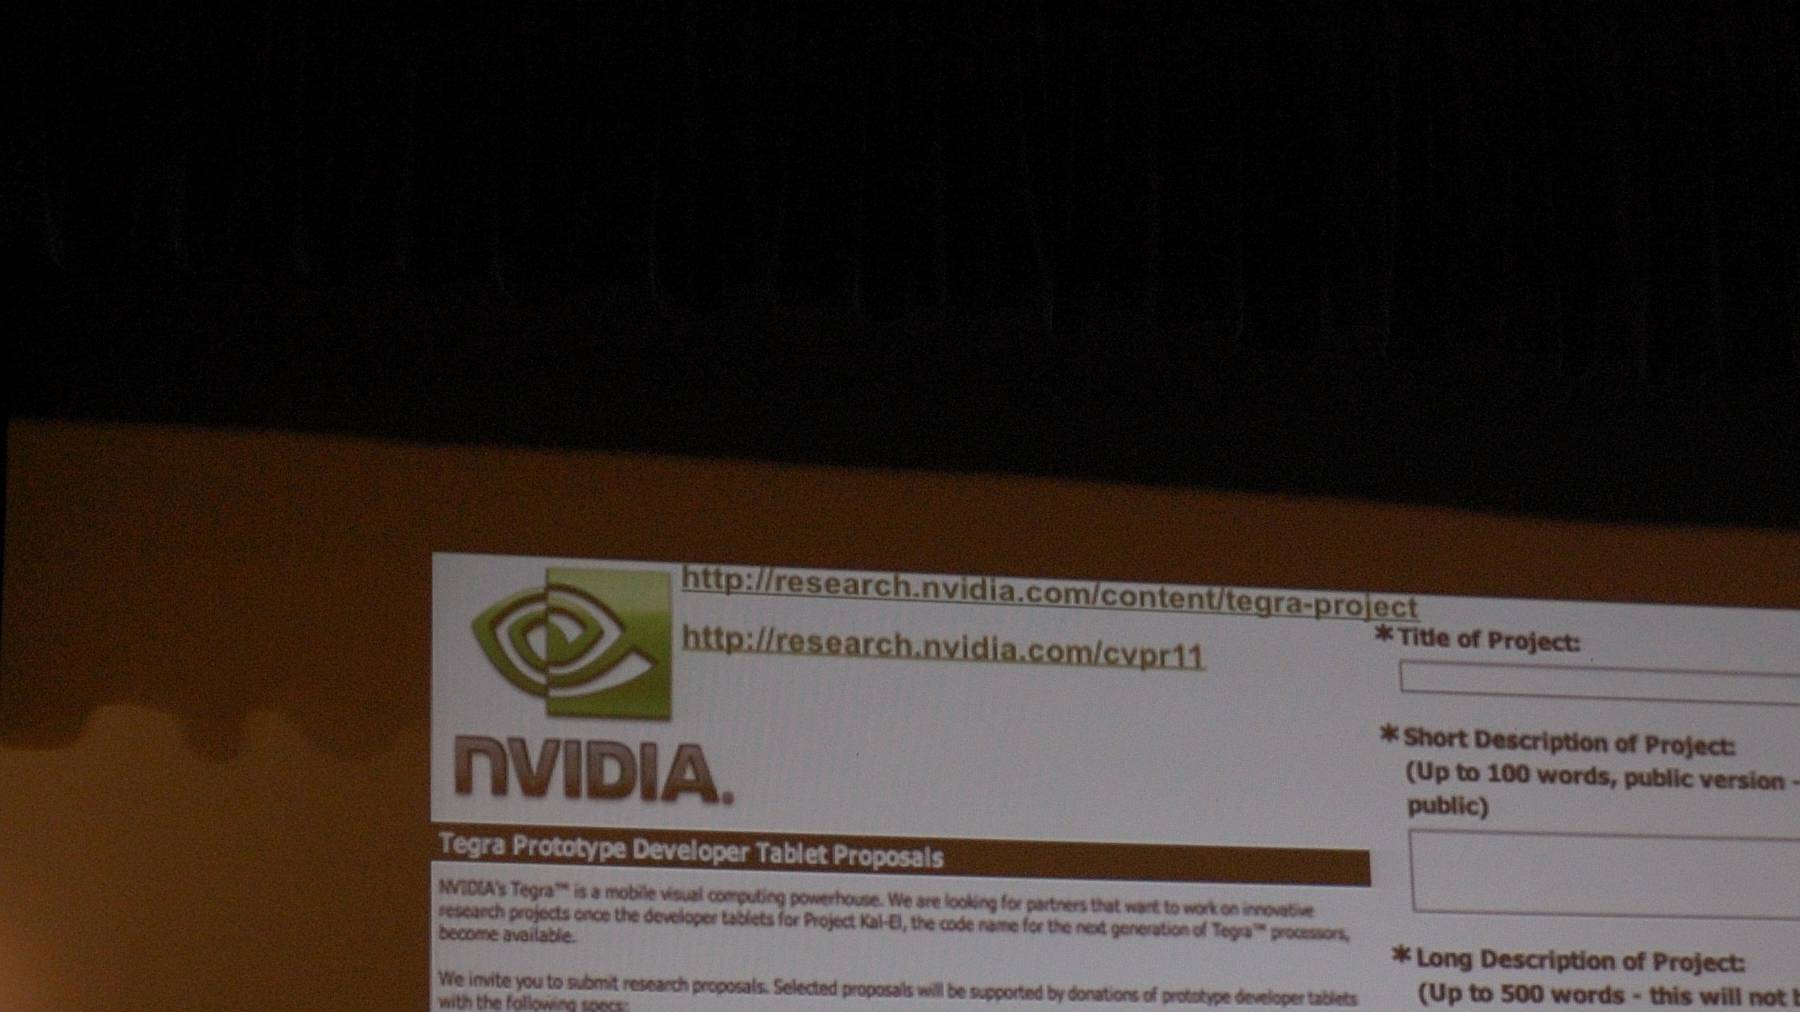 http://research.nvidia.com/content/tegra-project
http://research.nvidia.com/cvpr11
NVIDIA.
Tegra Prototype Developer Tablet Proposals
NVIDIA's Tegra™ is a mobile visual computing powerhouse. We are looking for partners that want to work on innovative
research projects once the developer tablets for Project Kal-El, the code name for the next generation of Tegra™ processors,
become available.
We invite you to submit research proposals. Selected proposals will be supported by donations of prototype developer tablets
with the following specs:
*Title of Project:
*Short Description of Project:
(Up to 100 words, public version -
public)
*Long Description of Project:
(Up to 500 words - this will not